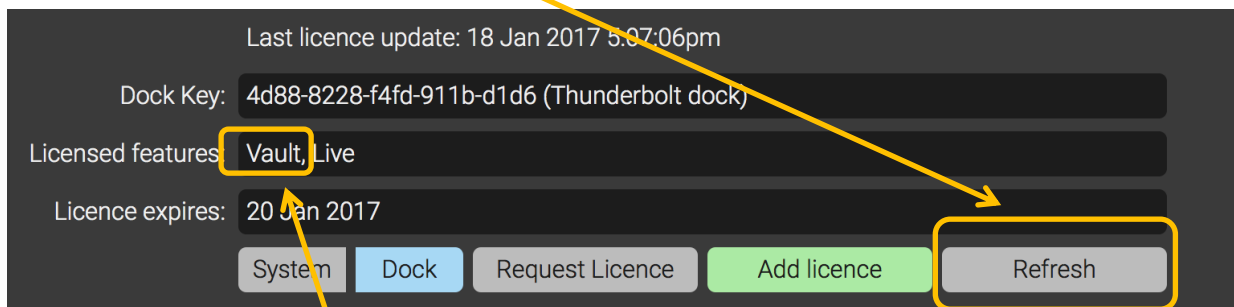 Last licence update: 18 Jan 2017 5:07:06pm
Dock Key: 4d88-8228-f4fd-911b-d1d6 (Thunderbolt dock)
Licensed features: Vault, Live
Licence expires: 20 Jan 2017
System Dock Request Licence Add licence Refresh